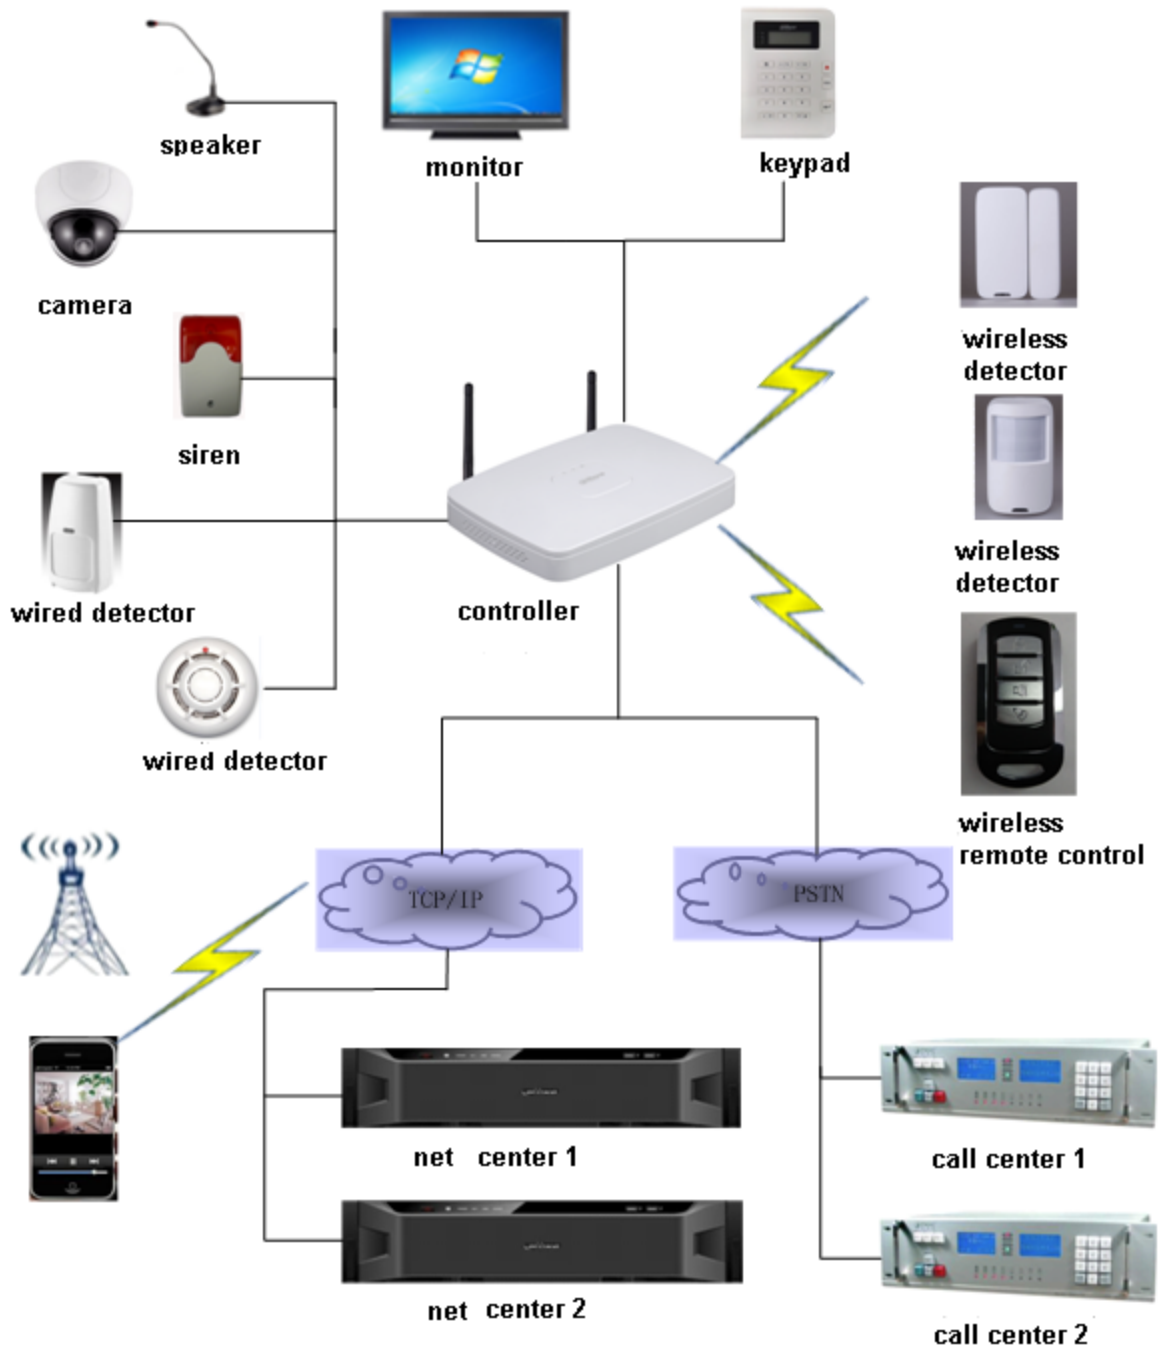 speaker
monitor
keypad
camera
wireless
detector
siren
wireless
detector
wired detector
controller
wired detector
wireless
remote control
TCP/IP
PSTN
net center 1
call center 1
net center 2
call center 2